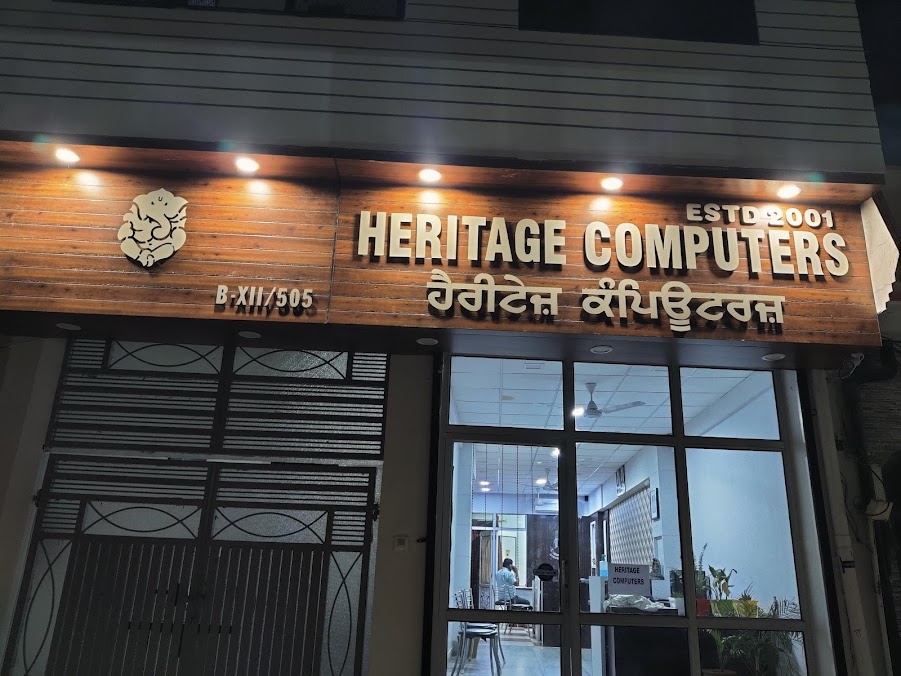 ESTD 2001
HERITAGE COMPUTERS
ਹੈਰੀਟੇਜ਼ ਕੰਪਿਊਟਰਜ਼
B-XII/505
HERITAGE
COMPUTERS